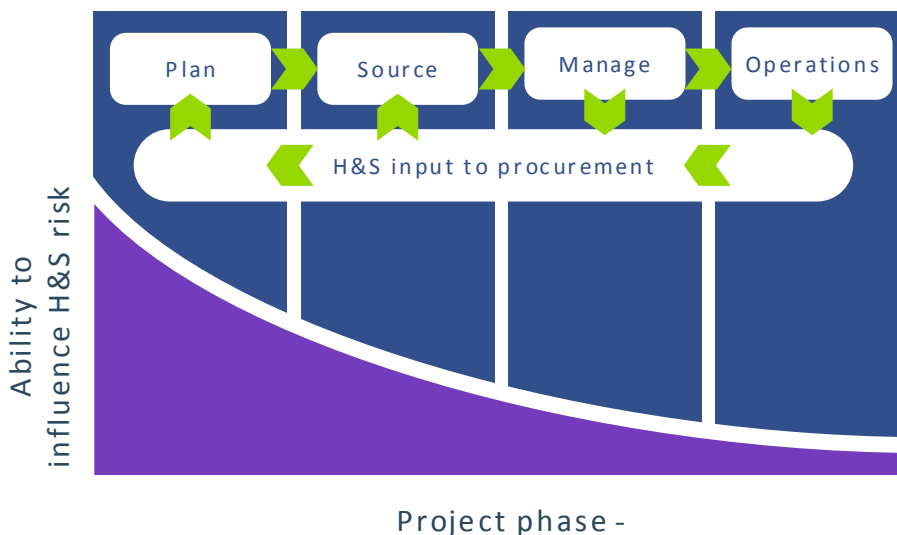 Plan
Source
Manage
Operations
H&S input to procurement
Ability to
influence H&S risk
Project phase -